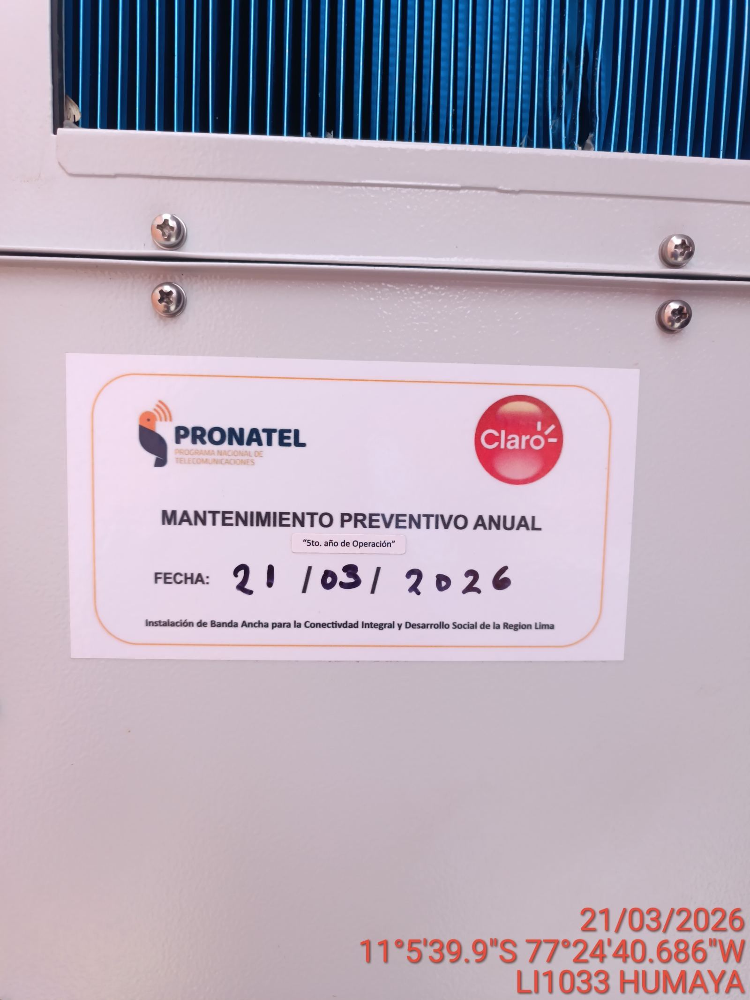 PRONATEL
PROGRAMA NACIONAL DE
TELECOMUNICACIONES
Claro
MANTENIMIENTO PREVENTIVO ANUAL
“5to. año de Operación”
FECHA: 21 / 03 / 2026
Instalación de Banda Ancha para la Conectivdad Integral y Desarrollo Social de la Region Lima
21/03/2026
11°5'39.9"S 77°24'40.686"W
LI1033 HUMAYA